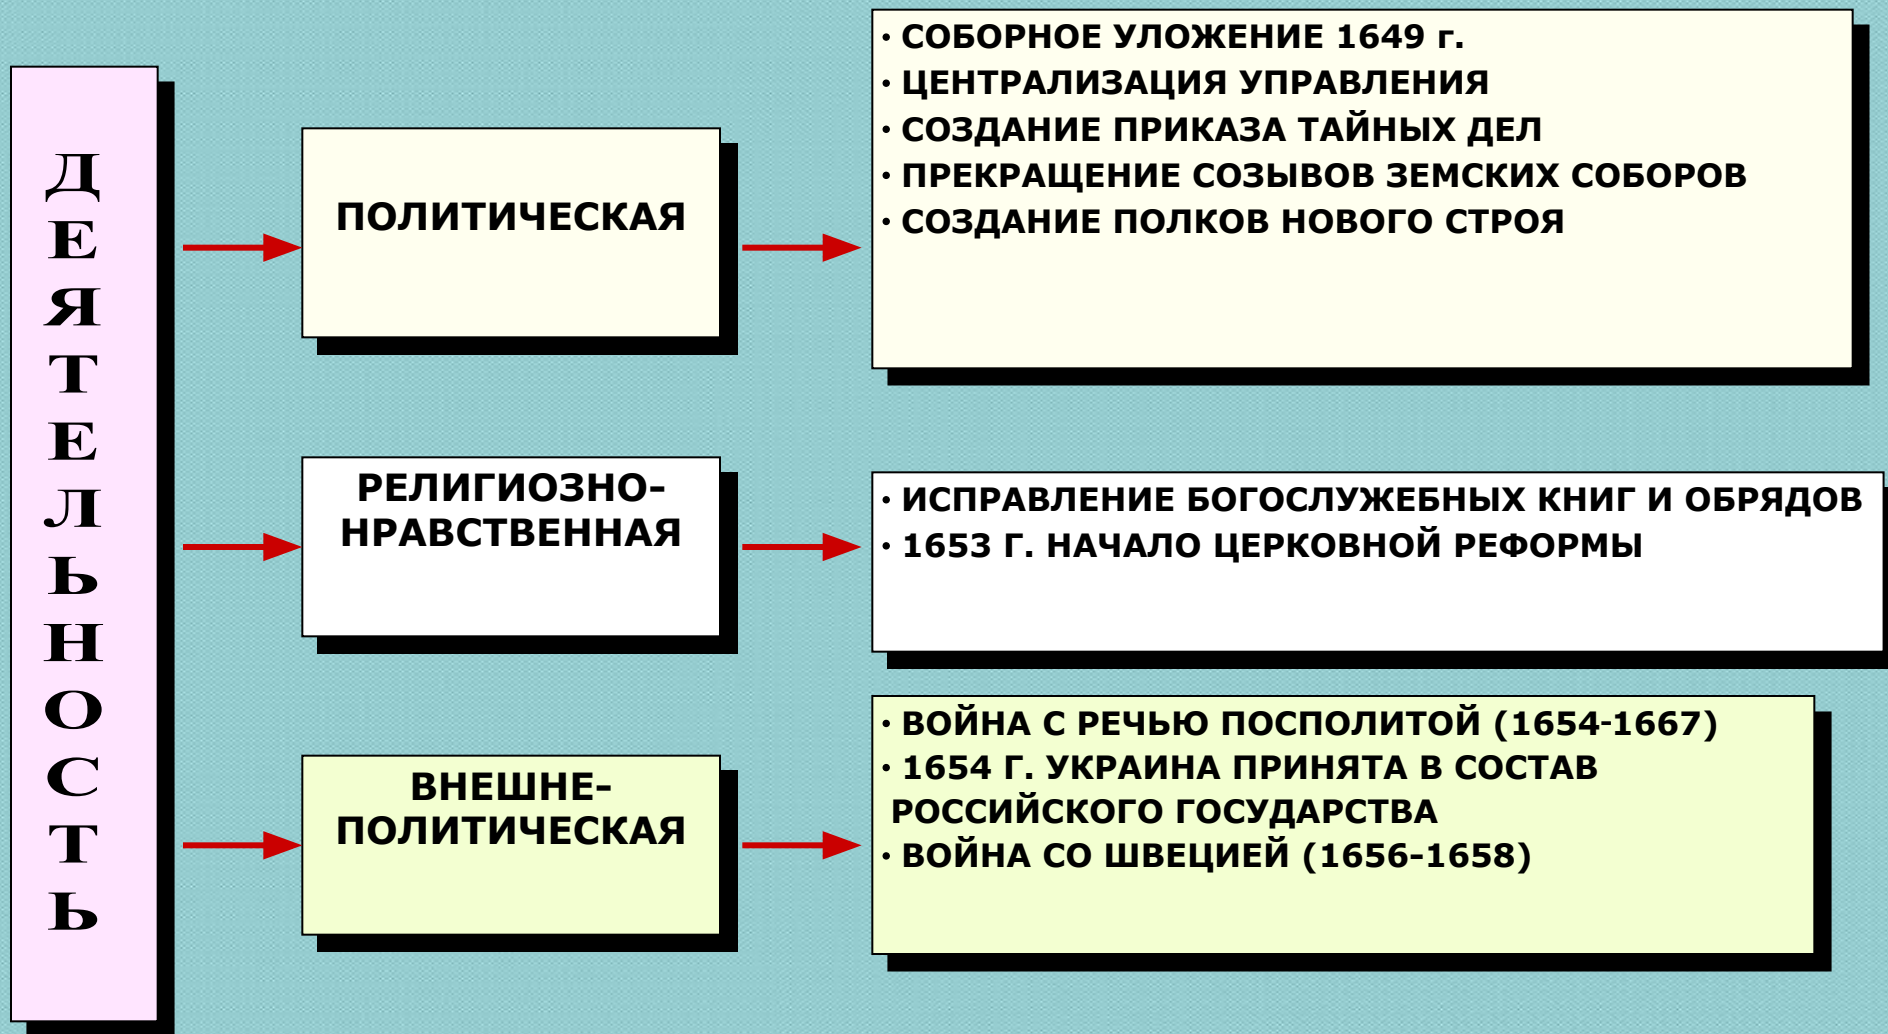 ДЕЯТЕЛЬНОСТЬ
ПОЛИТИЧЕСКАЯ
· СОБОРНОЕ УЛОЖЕНИЕ 1649 г.
· ЦЕНТРАЛИЗАЦИЯ УПРАВЛЕНИЯ
· СОЗДАНИЕ ПРИКАЗА ТАЙНЫХ ДЕЛ
· ПРЕКРАЩЕНИЕ СОЗЫВОВ ЗЕМСКИХ СОБОРОВ
· СОЗДАНИЕ ПОЛКОВ НОВОГО СТРОЯ
РЕЛИГИОЗНО-
НРАВСТВЕННАЯ
· ИСПРАВЛЕНИЕ БОГОСЛУЖЕБНЫХ КНИГ И ОБРЯДОВ
· 1653 Г. НАЧАЛО ЦЕРКОВНОЙ РЕФОРМЫ
ВНЕШНЕ-
ПОЛИТИЧЕСКАЯ
· ВОЙНА С РЕЧЬЮ ПОСПОЛИТОЙ (1654-1667)
· 1654 Г. УКРАИНА ПРИНЯТА В СОСТАВ
РОССИЙСКОГО ГОСУДАРСТВА
· ВОЙНА СО ШВЕЦИЕЙ (1656-1658)